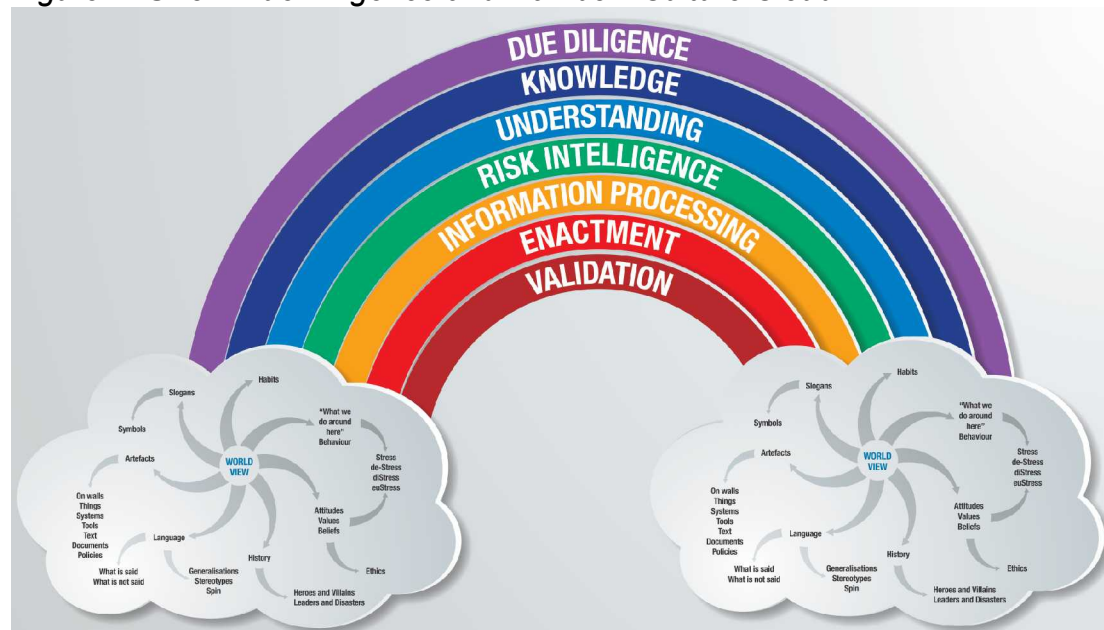 DUE DILIGENCE
KNOWLEDGE
UNDERSTANDING
RISK INTELLIGENCE
INFORMATION PROCESSING
ENACTMENT
VALIDATION
Habits
Slogans
Symbols
"What we
do around
here"
Behaviour
Artefacts
WORLD
VIEW
Stress
de-Stress
diStress
euStress
On walls
Things
Systems
Tools
Text
Documents
Policies
Attitudes
Values
Beliefs
Language
History
What is said
What is not said
Generalisations
Stereotypes
Spin
Ethics
Heroes and Villains
Leaders and Disasters
Habits
Slogans
Symbols
"What we
do around
here"
Behaviour
Artefacts
WORLD
VIEW
Stress
de-Stress
diStress
euStress
On walls
Things
Systems
Tools
Text
Documents
Policies
Attitudes
Values
Beliefs
Language
History
What is said
What is not said
Generalisations
Stereotypes
Spin
Ethics
Heroes and Villains
Leaders and Disasters